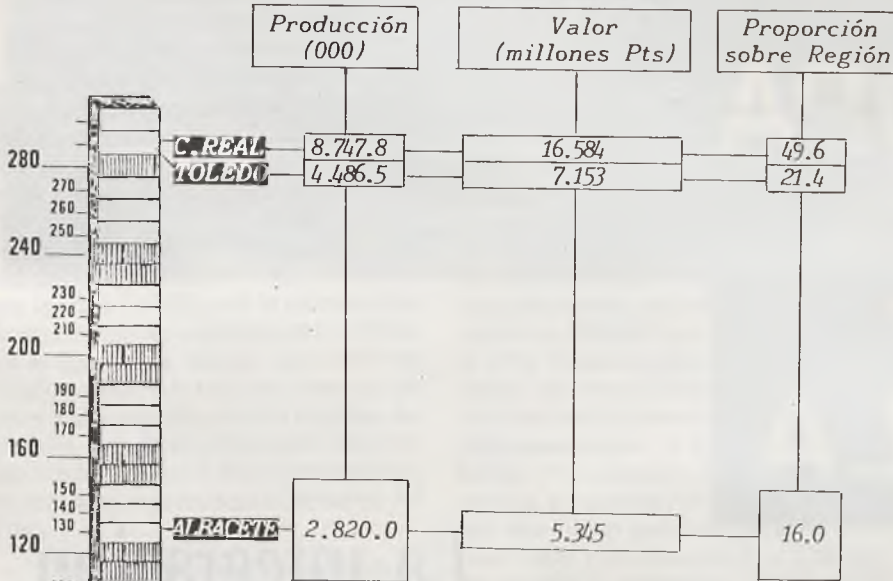 Producción
(000)
Valor
(millones Pts)
Proporción
sobre Región
C.REAL 8.747.8 16.584 49.6
280
TOLEDO 4.486.5 7.153 21.4
270
260
250
240
230
220
210
200
190
180
170
160
150
140
130 ALBACETE 2.820.0 5.345 16.0
120